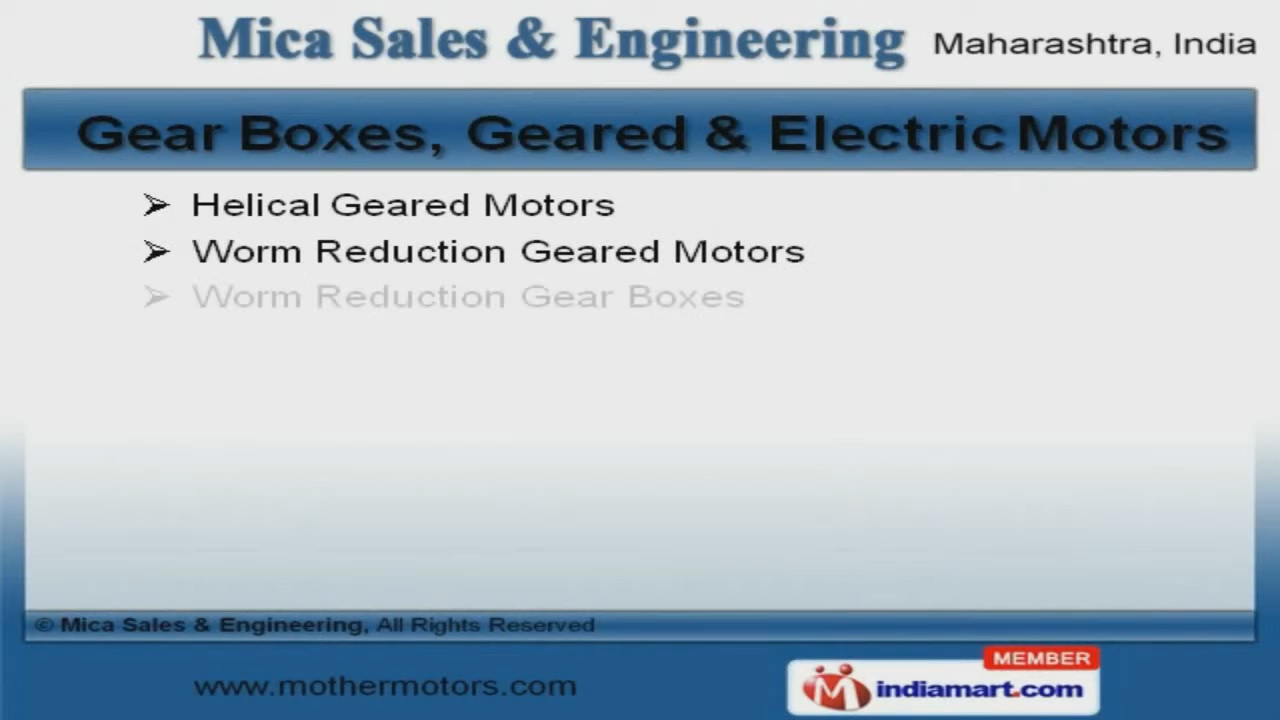 Mica Sales & Engineering Maharashtra, India
Gear Boxes, Geared & Electric Motors
➢ Helical Geared Motors
➢ Worm Reduction Geared Motors
➢ Worm Reduction Gear Boxes
© Mica Sales & Engineering, All Rights Reserved
MEMBER
www.mothermotors.com indiamart.com